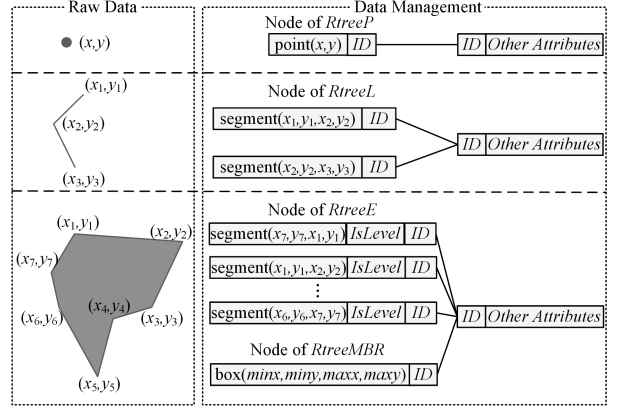 Raw Data
Data Management
(x,y)
Node of RtreeP
point(x,y) ID
ID Other Attributes
(x₁,y₁)
(x₂,y₂)
(x₃,y₃)
Node of RtreeL
segment(x₁,y₁,x₂,y₂) ID
segment(x₂,y₂,x₃,y₃) ID
ID Other Attributes
(x₁,y₁)
(x₂,y₂)
(x₇,y₇)
(x₄,y₄)
(x₆,y₆)
(x₃,y₃)
(x₅,y₅)
Node of RtreeE
segment(x₇,y₇,x₁,y₁) IsLevel ID
segment(x₁,y₁,x₂,y₂) IsLevel ID
⋮
segment(x₆,y₆,x₇,y₇) IsLevel ID
ID Other Attributes
Node of RtreeMBR
box(minx,miny,maxx,maxy) ID